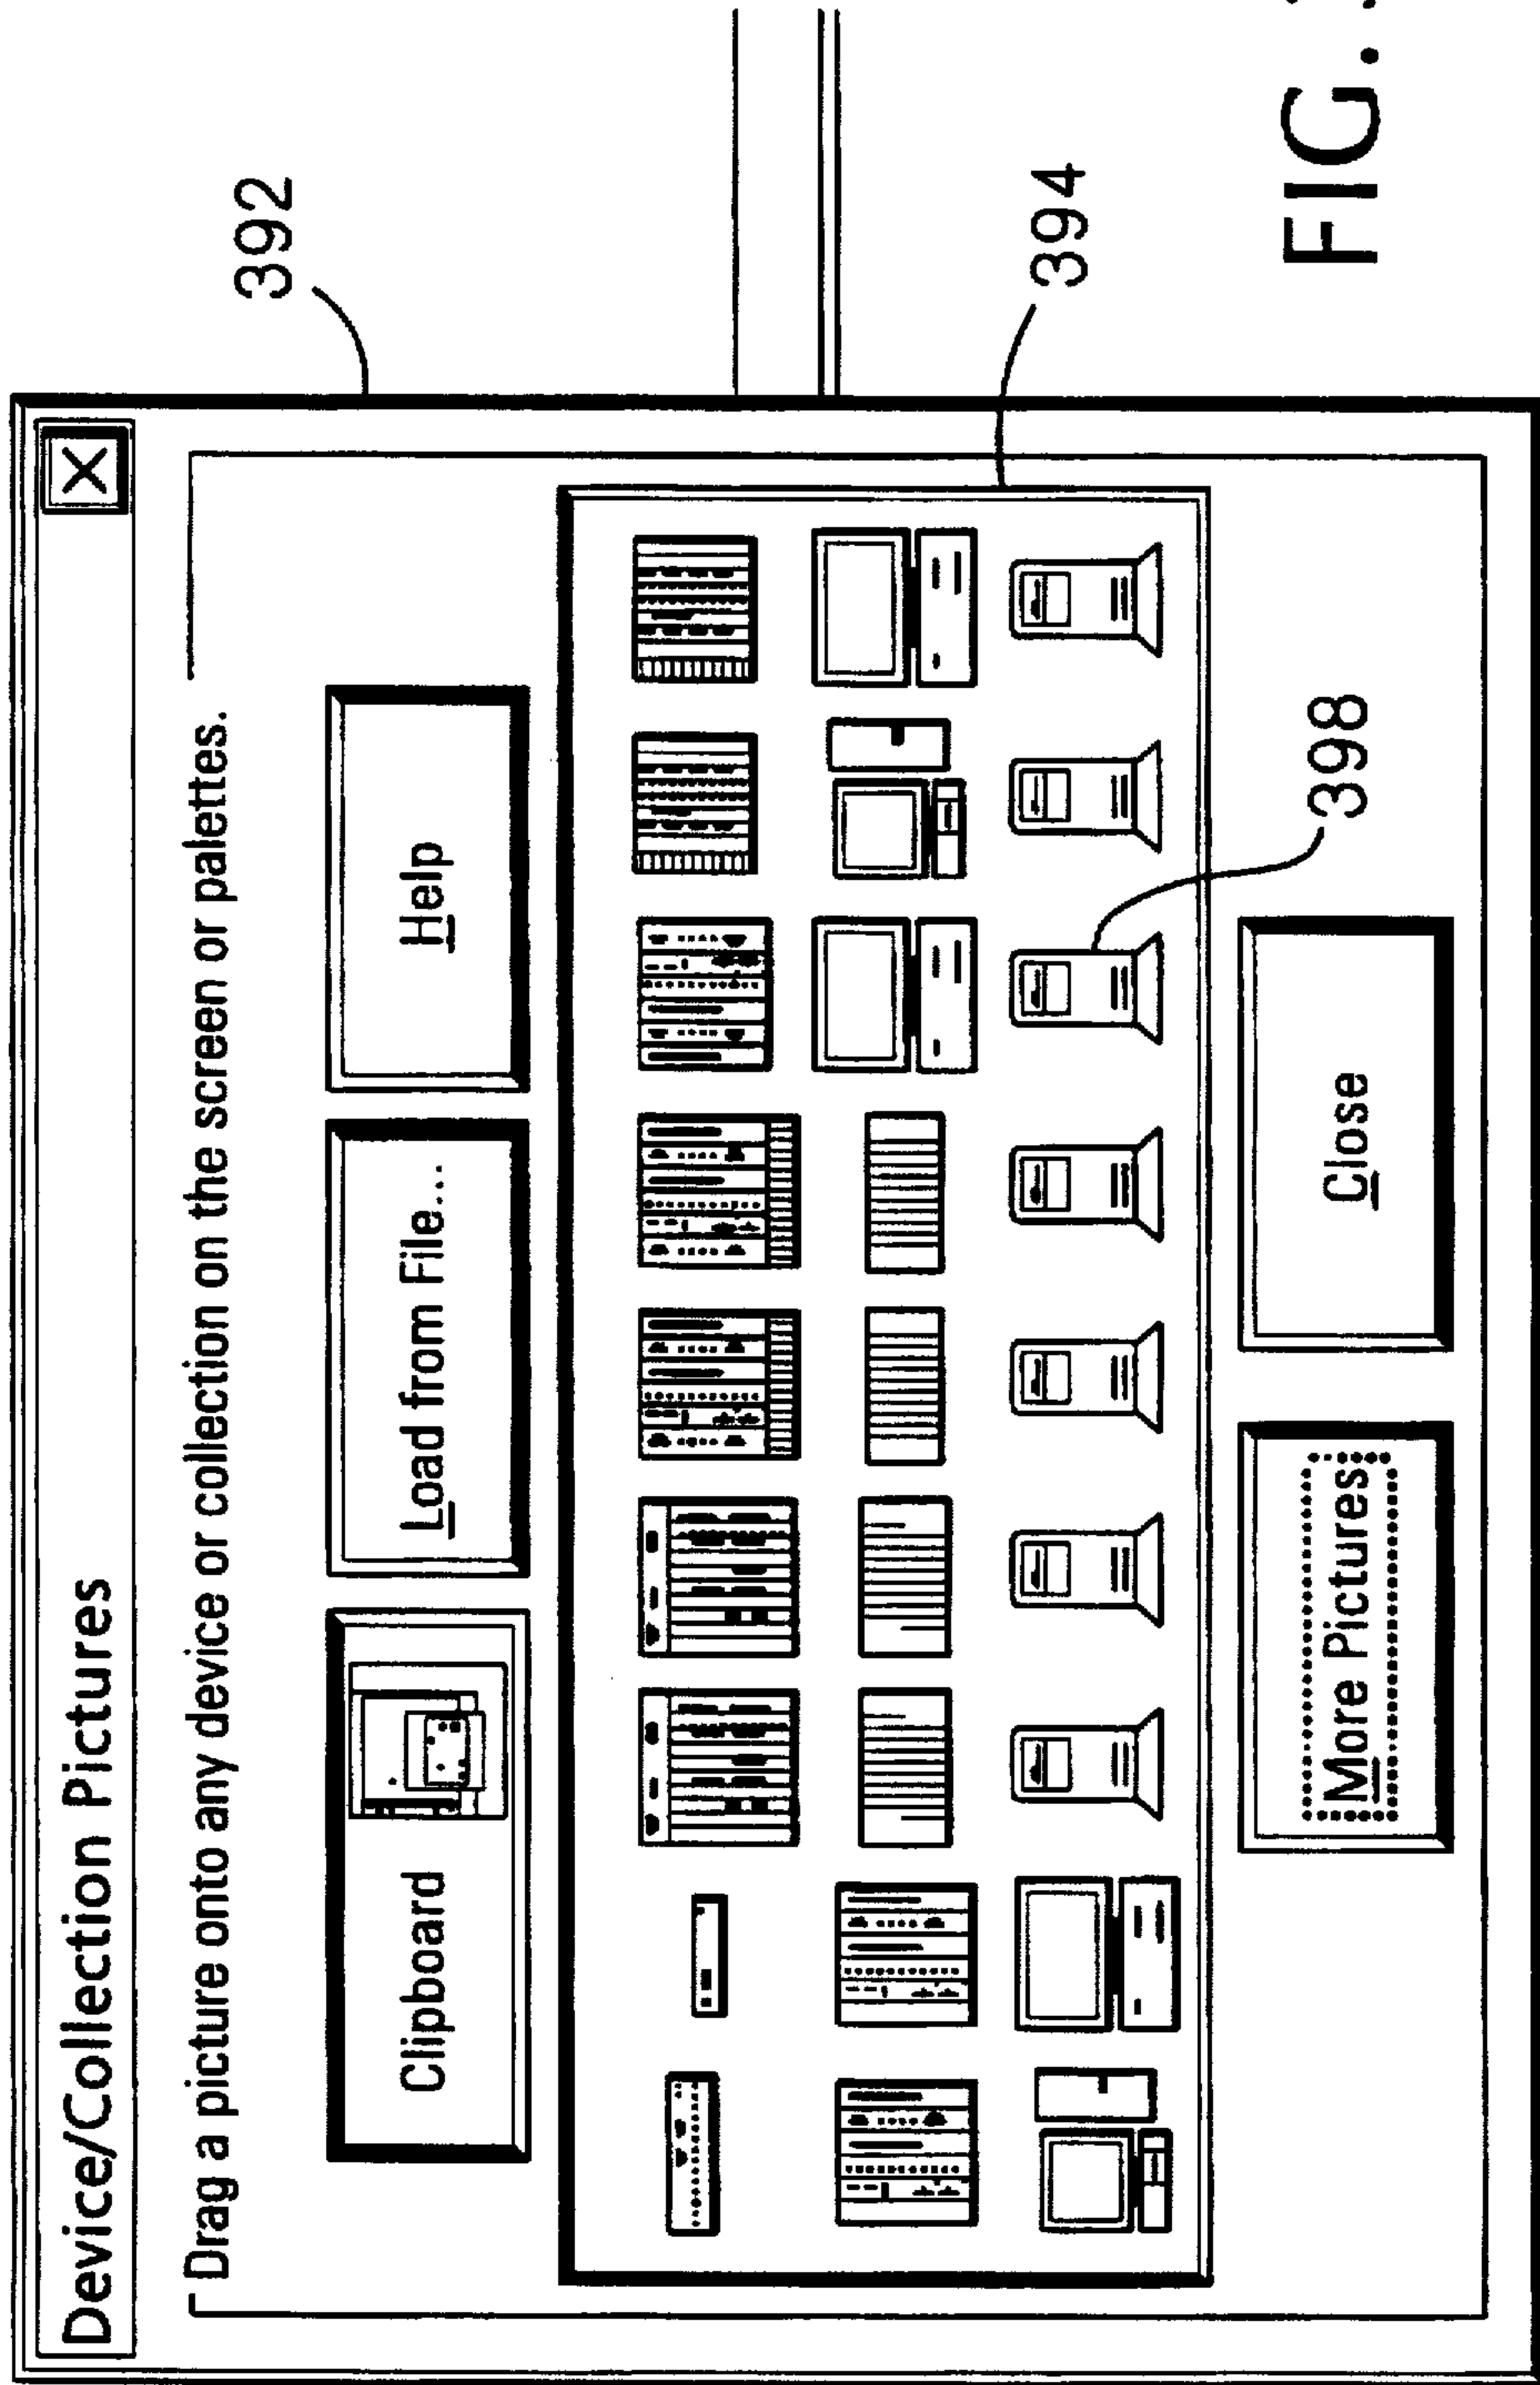 Device/Collection Pictures
X
392
Drag a picture onto any device or collection on the screen or palettes.
Clipboard
Load from File...
Help
394
398
More Pictures
Close
FIG.